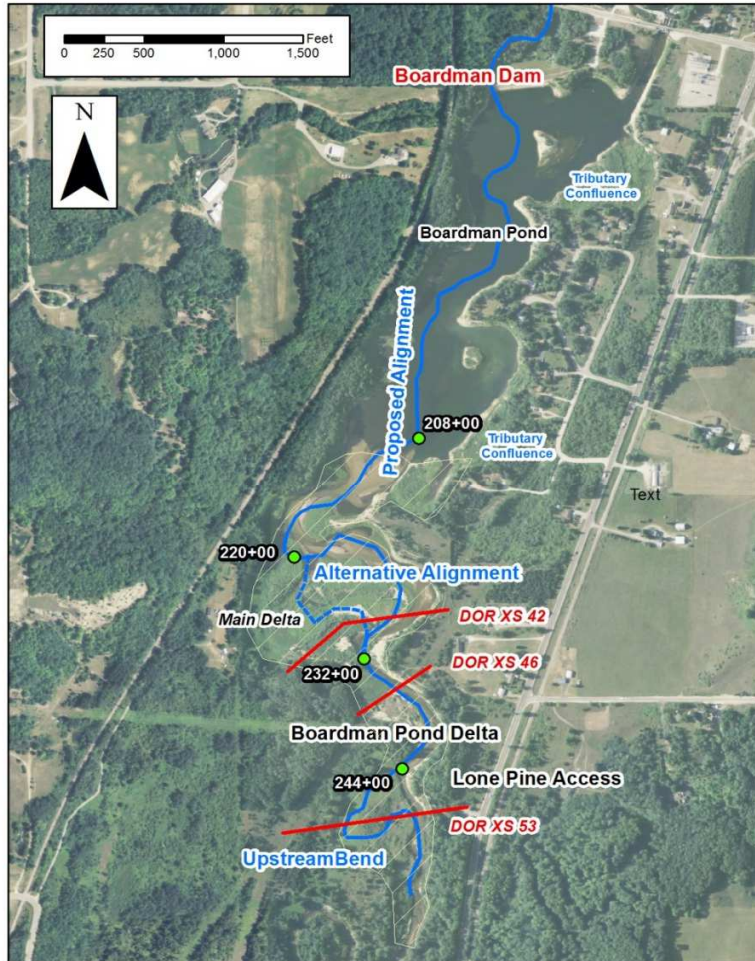 Feet
0 250 500 1,000 1,500
N
Boardman Dam
Tributary
Confluence
Boardman Pond
Proposed Alignment
208+00
Tributary
Confluence
Text
220+00
Alternative Alignment
Main Delta
DOR XS 42
232+00
DOR XS 46
Boardman Pond Delta
244+00
Lone Pine Access
DOR XS 53
UpstreamBend